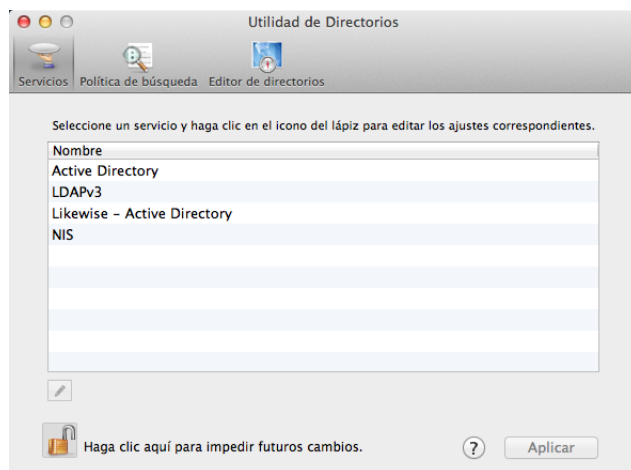 Utilidad de Directorios
Servicios Política de búsqueda Editor de directorios
Seleccione un servicio y haga clic en el icono del lápiz para editar los ajustes correspondientes.
Nombre
Active Directory
LDAPv3
Likewise – Active Directory
NIS
Haga clic aquí para impedir futuros cambios.
? Aplicar